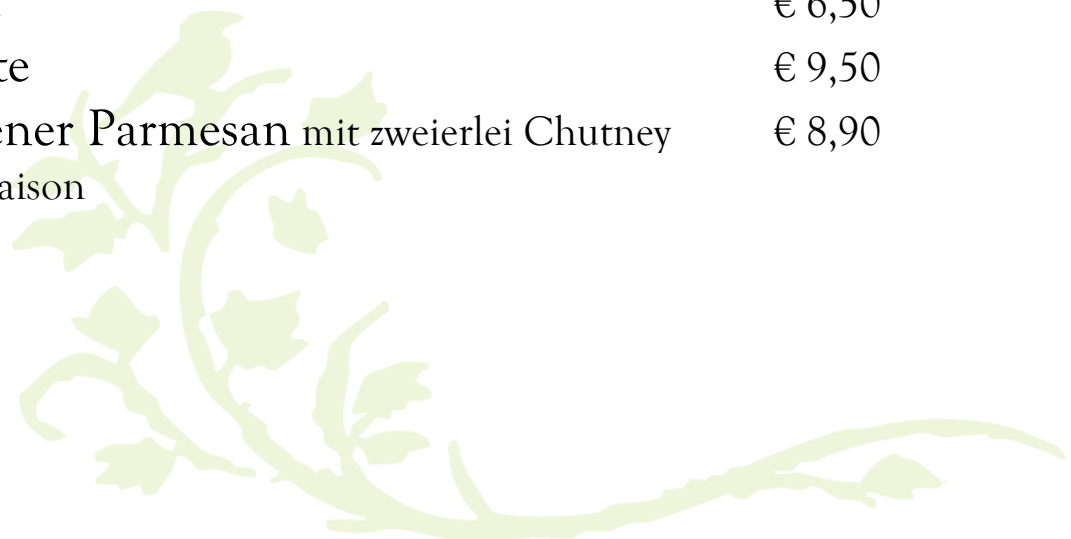 € 6,50
te € 9,50
ener Parmesan mit zweierlei Chutney € 8,90
aison